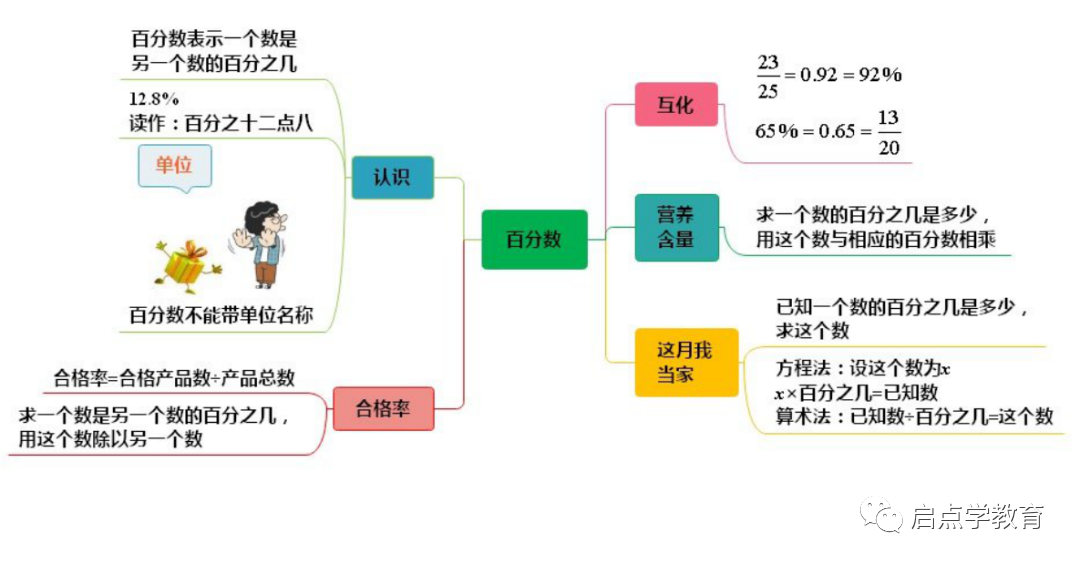 百分数
认识
百分数表示一个数是
另一个数的百分之几
12.8%
读作：百分之十二点八
单位
百分数不能带单位名称
合格率
合格率=合格产品数÷产品总数
求一个数是另一个数的百分之几，
用这个数除以另一个数
互化
23/25 = 0.92 = 92%
65% = 0.65 = 13/20
营养
含量
求一个数的百分之几是多少，
用这个数与相应的百分数相乘
这月我
当家
已知一个数的百分之几是多少，
求这个数
方程法：设这个数为x
x×百分之几=已知数
算术法：已知数÷百分之几=这个数
启点学教育